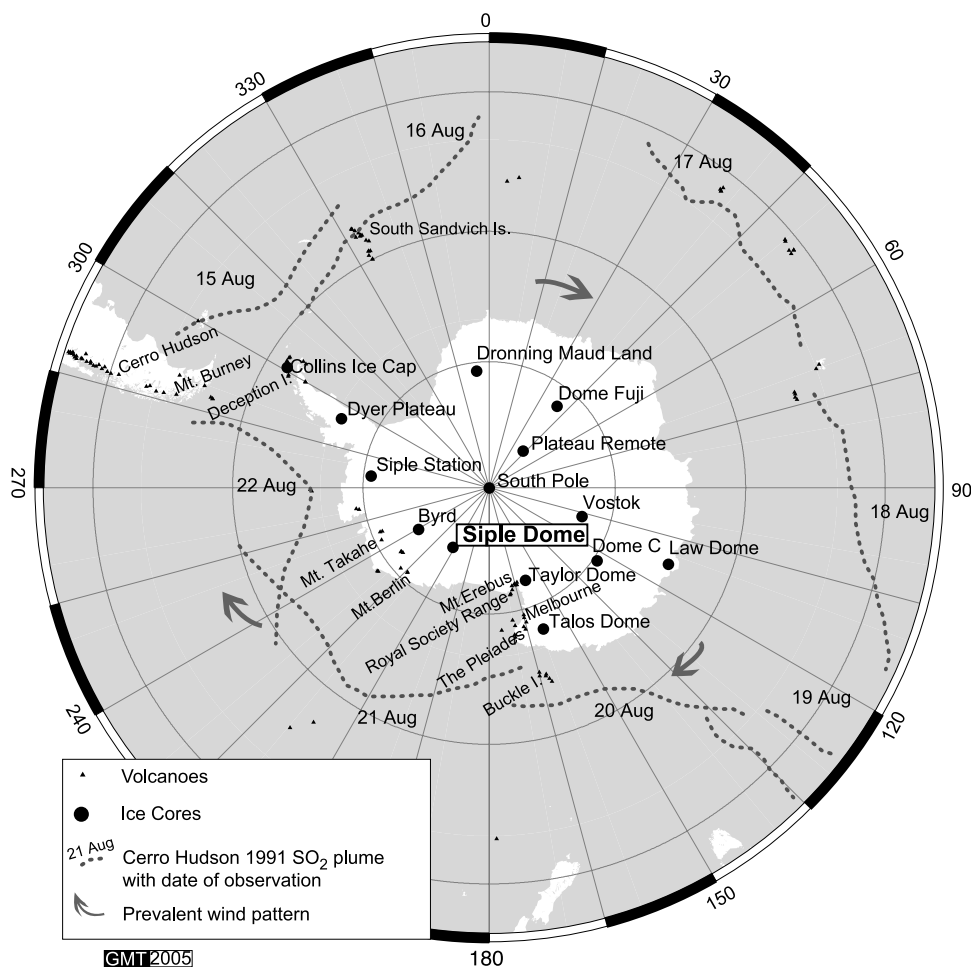 0
30
60
90
120
150
180
240
270
300
330
16 Aug
17 Aug
South Sandvich Is.
15 Aug
Cerro Hudson
Mt. Burney
Deception I.
Collins Ice Cap
Dronning Maud Land
Dyer Plateau
Dome Fuji
Plateau Remote
Siple Station
South Pole
22 Aug
Vostok
18 Aug
Byrd
Siple Dome
Dome C
Law Dome
Mt. Takahe
Mt.Berlin
Mt.Erebus
Taylor Dome
Royal Society Range
Melbourne
Talos Dome
The Pleiades
Buckle I.
21 Aug
20 Aug
19 Aug
Volcanoes
Ice Cores
21 Aug
Cerro Hudson 1991 SO2 plume
with date of observation
Prevalent wind pattern
GMT 2005